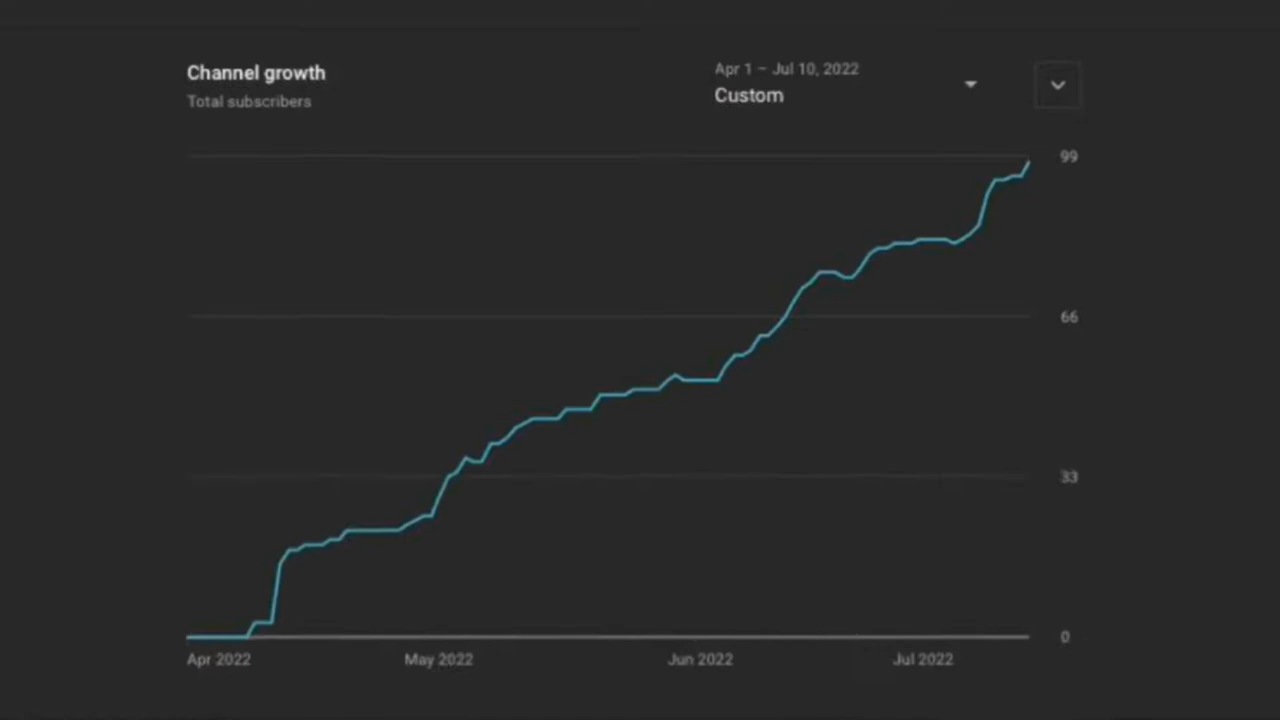 Channel growth
Total subscribers
Apr 1 – Jul 10, 2022
Custom
99
66
33
0
Apr 2022 May 2022 Jun 2022 Jul 2022